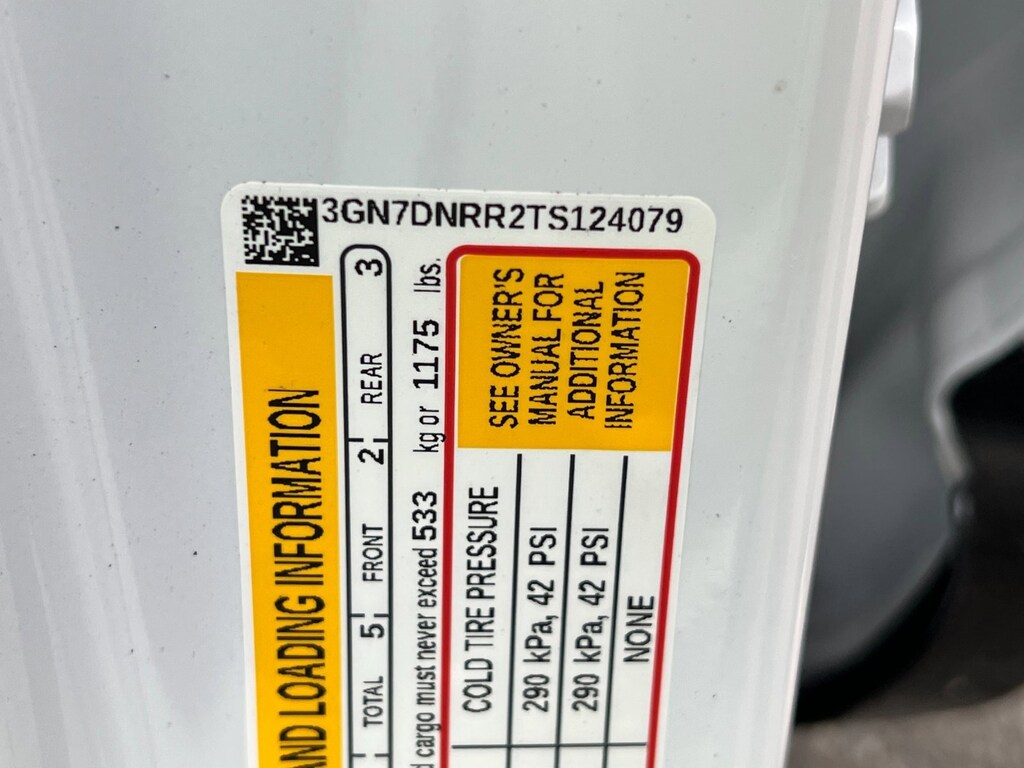 3GN7DNRR2TS124079
AND LOADING INFORMATION
TOTAL 5 FRONT 2 REAR 3
cargo must never exceed 533 kg or 1175 lbs.
COLD TIRE PRESSURE
290 kPa, 42 PSI
290 kPa, 42 PSI
NONE
SEE OWNER'S
MANUAL FOR
ADDITIONAL
INFORMATION